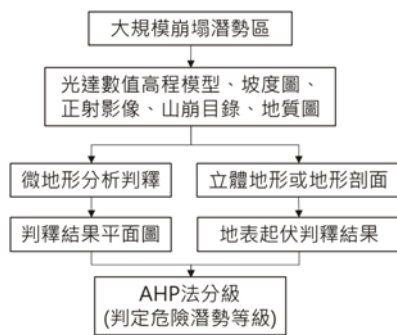 大規模崩塌潛勢區
光達數值高程模型、坡度圖、
正射影像、山崩目錄、地質圖
微地形分析判釋
立體地形或地形剖面
判釋結果平面圖
地表起伏判釋結果
AHP法分級
(判定危險潛勢等級)